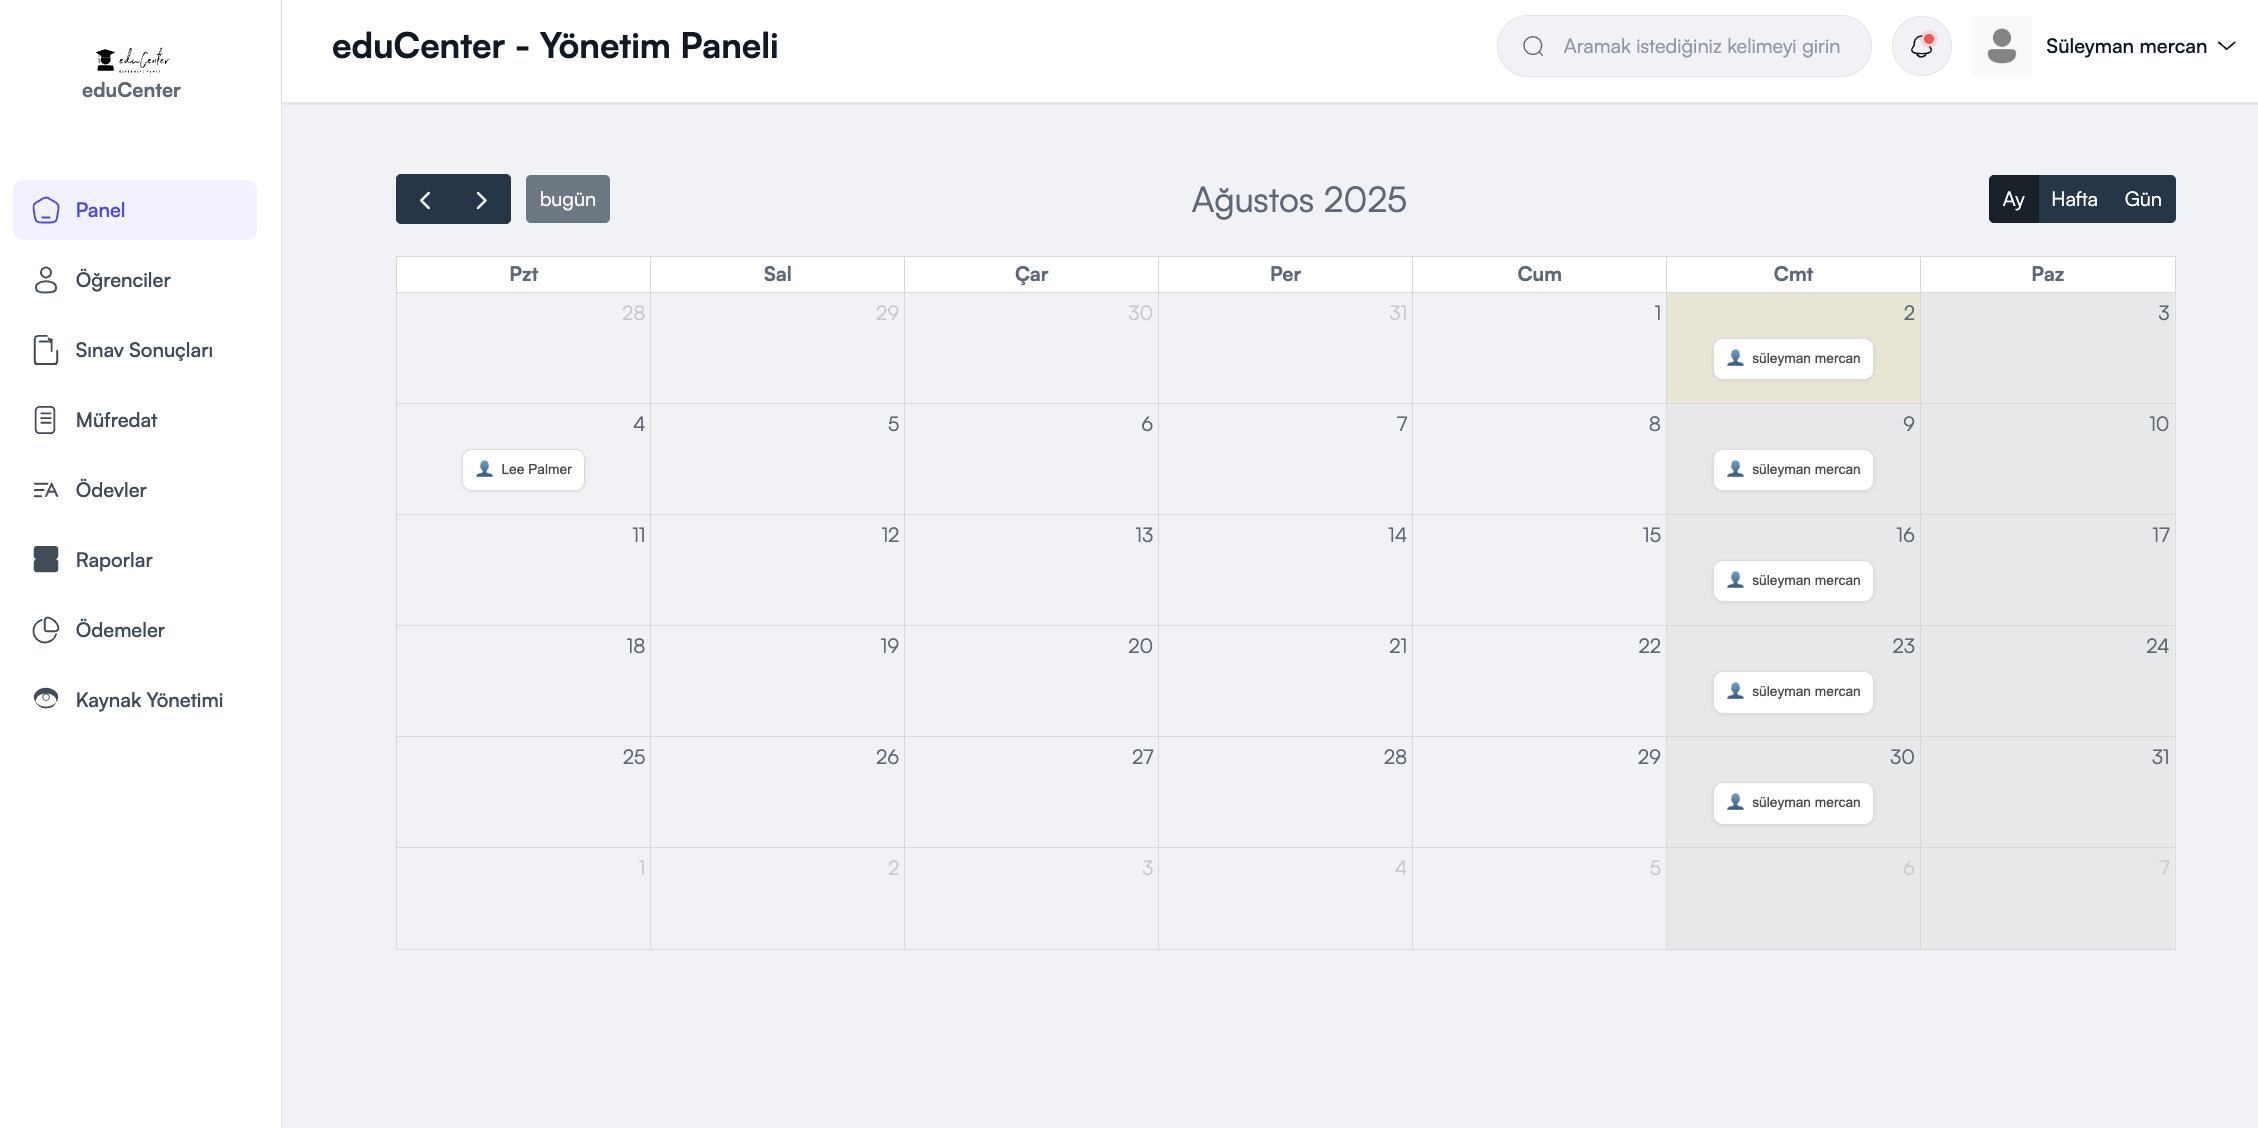 eduCenter
eduCenter
eduCenter - Yönetim Paneli
Aramak istediğiniz kelimeyi girin
Süleyman mercan
Panel
Öğrenciler
Sınav Sonuçları
Müfredat
Ödevler
Raporlar
Ödemeler
Kaynak Yönetimi
bugün
Ağustos 2025
Ay Hafta Gün
Pzt Sal Çar Per Cum Cmt Paz
28 29 30 31 1 2 3
süleyman mercan
4 5 6 7 8 9 10
Lee Palmer süleyman mercan
11 12 13 14 15 16 17
süleyman mercan
18 19 20 21 22 23 24
süleyman mercan
25 26 27 28 29 30 31
süleyman mercan
1 2 3 4 5 6 7